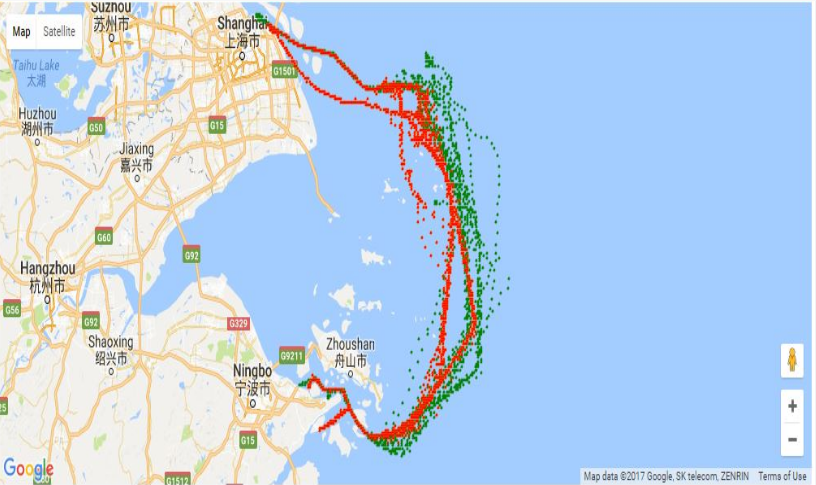 Suzhou
苏州市
Map
Satellite
Shanghai
上海市
Taihu Lake
太湖
G1501
Huzhou
湖州市
G50
G15
Jiaxing
嘉兴市
G60
G92
Hangzhou
杭州市
G56
G92
G329
Shaoxing
绍兴市
Zhoushan
舟山市
G9211
Ningbo
宁波市
G15
G1512
+
−
Google
Map data ©2017 Google, SK telecom, ZENRIN
Terms of Use